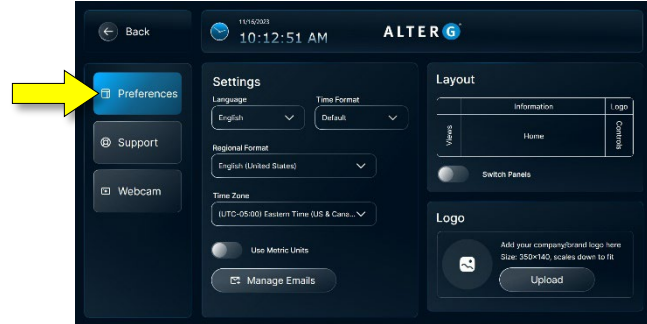 Back
11/16/2023
10:12:51 AM
ALTERG
Preferences
Support
Webcam
Settings
Language
Time Format
English
Default
Regional Format
English (United States)
Time Zone
(UTC-05:00) Eastern Time (US & Cana...
Use Metric Units
Manage Emails
Layout
Information
Logo
Views
Home
Controls
Switch Panels
Logo
Add your company/brand logo here
Size: 350×140, scales down to fit
Upload